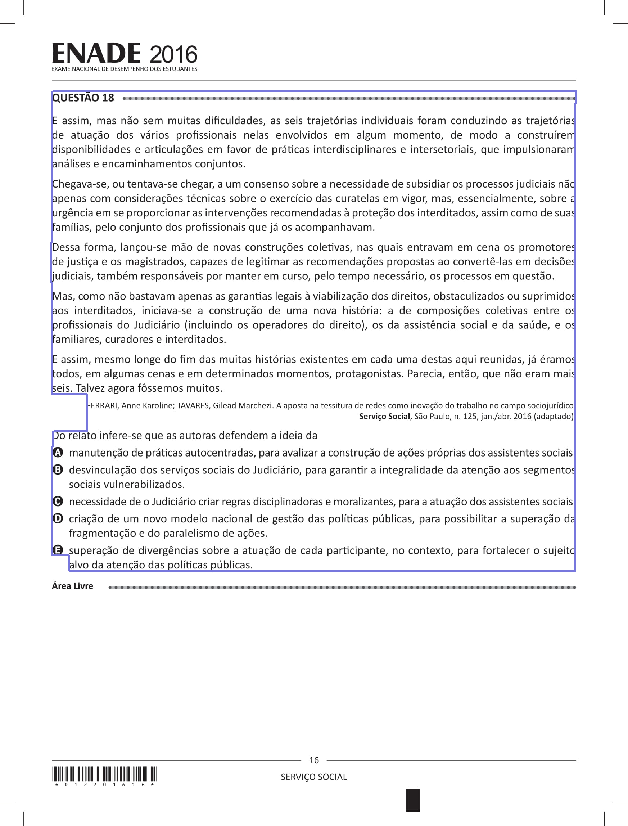 ENADE 2016
EXAME NACIONAL DE DESEMPENHO DOS ESTUDANTES
QUESTÃO 18
E assim, mas não sem muitas dificuldades, as seis trajetórias individuais foram conduzindo as trajetórias
de atuação dos vários profissionais nelas envolvidos em algum momento, de modo a construírem
disponibilidades e articulações em favor de práticas interdisciplinares e intersetoriais, que impulsionaram
análises e encaminhamentos conjuntos.
Chegava-se, ou tentava-se chegar, a um consenso sobre a necessidade de subsidiar os processos judiciais não
apenas com considerações técnicas sobre o exercício das curatelas em vigor, mas, essencialmente, sobre a
urgência em se proporcionar as intervenções recomendadas à proteção dos interditados, assim como de suas
famílias, pelo conjunto dos profissionais que já os acompanhavam.
Dessa forma, lançou-se mão de novas construções coletivas, nas quais entravam em cena os promotores
de justiça e os magistrados, capazes de legitimar as recomendações propostas ao convertê-las em decisões
judiciais, também responsáveis por manter em curso, pelo tempo necessário, os processos em questão.
Mas, como não bastavam apenas as garantias legais à viabilização dos direitos, obstaculizados ou suprimidos
aos interditados, iniciava-se a construção de uma nova história: a de composições coletivas entre os
profissionais do Judiciário (incluindo os operadores do direito), os da assistência social e da saúde, e os
familiares, curadores e interditados.
E assim, mesmo longe do fim das muitas histórias existentes em cada uma destas aqui reunidas, já éramos
todos, em algumas cenas e em determinados momentos, protagonistas. Parecia, então, que não eram mais
seis. Talvez agora fôssemos muitos.
FERRARI, Anne Karoline; TAVARES, Gilead Marchezi. A aposta na tessitura de redes como inovação do trabalho no campo sociojurídico.
Serviço Social, São Paulo, n. 125, jan./abr. 2016 (adaptado).
Do relato infere-se que as autoras defendem a ideia da
A manutenção de práticas autocentradas, para avalizar a construção de ações próprias dos assistentes sociais.
B desvinculação dos serviços sociais do Judiciário, para garantir a integralidade da atenção aos segmentos
sociais vulnerabilizados.
C necessidade de o Judiciário criar regras disciplinadoras e moralizantes, para a atuação dos assistentes sociais.
D criação de um novo modelo nacional de gestão das políticas públicas, para possibilitar a superação da
fragmentação e do paralelismo de ações.
E superação de divergências sobre a atuação de cada participante, no contexto, para fortalecer o sujeito
alvo da atenção das políticas públicas.
Área Livre
16
SERVIÇO SOCIAL